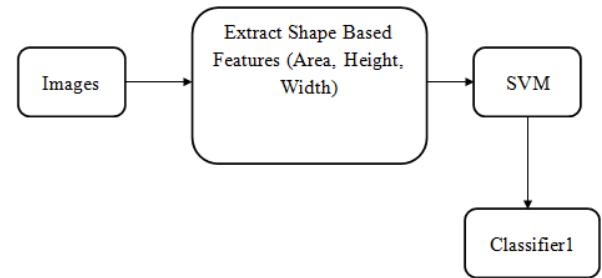 Images
Extract Shape Based
Features (Area, Height,
Width)
SVM
Classifier1